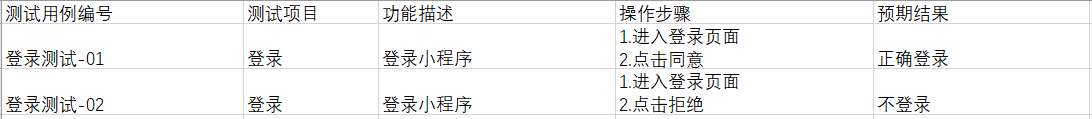 测试用例编号 测试项目 功能描述 操作步骤 预期结果
登录测试-01 登录 登录小程序 1.进入登录页面
2.点击同意 正确登录
登录测试-02 登录 登录小程序 1.进入登录页面
2.点击拒绝 不登录